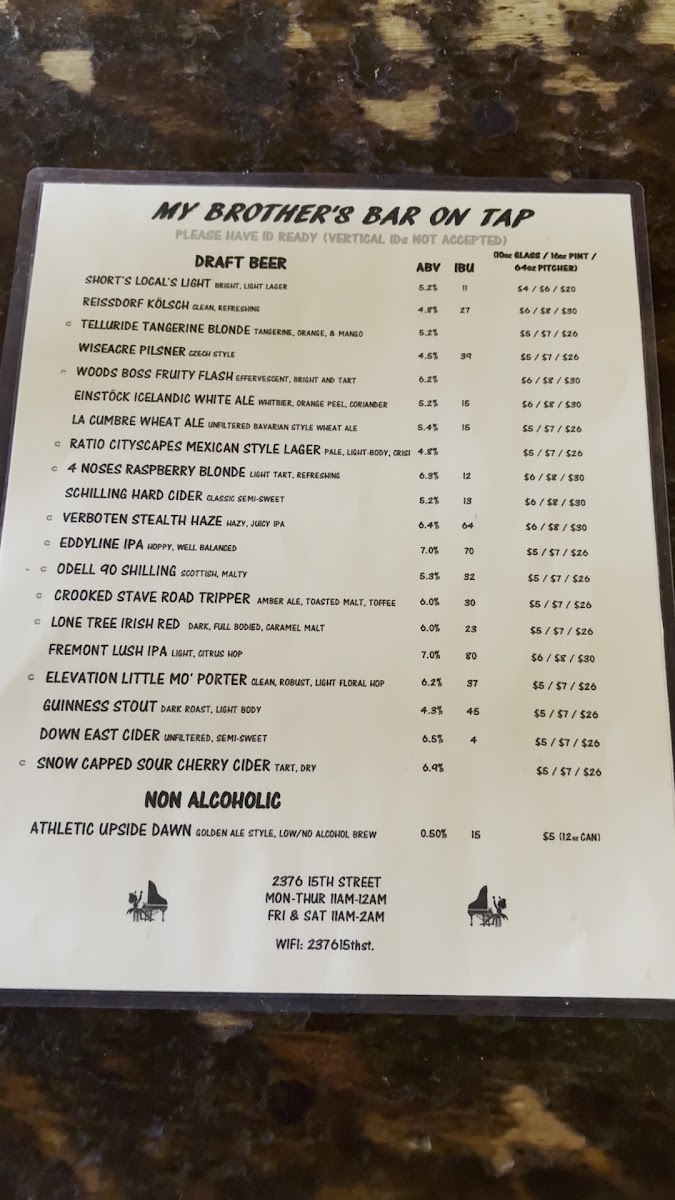 MY BROTHER'S BAR ON TAP
PLEASE HAVE ID READY (VERTICAL IDs NOT ACCEPTED)
DRAFT BEER ABV IBU (10oz GLASS / 16oz PINT / 64oz PITCHER)
SHORT'S LOCAL'S LIGHT BRIGHT, LIGHT LAGER 5.2% 11 $4 / $6 / $20
REISSDORF KÖLSCH CLEAN, REFRESHING 4.8% 27 $6 / $8 / $30
C TELLURIDE TANGERINE BLONDE TANGERINE, ORANGE, & MANGO 5.2% $5 / $7 / $26
WISEACRE PILSNER CZECH STYLE 4.5% 39 $5 / $7 / $26
C WOODS BOSS FRUITY FLASH EFFERVESCENT, BRIGHT AND TART 6.2% $6 / $8 / $30
EINSTÖCK ICELANDIC WHITE ALE WHITBIER, ORANGE PEEL, CORIANDER 5.2% 15 $6 / $8 / $30
LA CUMBRE WHEAT ALE UNFILTERED BAVARIAN STYLE WHEAT ALE 5.4% 15 $5 / $7 / $26
C RATIO CITYSCAPES MEXICAN STYLE LAGER PALE, LIGHT-BODY, CRISI 4.8% $5 / $7 / $26
C 4 NOSES RASPBERRY BLONDE LIGHT TART, REFRESHING 6.3% 12 $6 / $8 / $30
SCHILLING HARD CIDER CLASSIC SEMI-SWEET 5.2% 13 $6 / $8 / $30
C VERBOTEN STEALTH HAZE HAZY, JUICY IPA 6.4% 64 $6 / $8 / $30
C EDDYLINE IPA HOPPY, WELL BALANCED 7.0% 70 $5 / $7 / $26
- C ODELL 90 SHILLING SCOTTISH, MALTY 5.3% 32 $5 / $7 / $26
C CROOKED STAVE ROAD TRIPPER AMBER ALE, TOASTED MALT, TOFFEE 6.0% 30 $5 / $7 / $26
C LONE TREE IRISH RED DARK, FULL BODIED, CARAMEL MALT 6.0% 23 $5 / $7 / $26
FREMONT LUSH IPA LIGHT, CITRUS HOP 7.0% 80 $6 / $8 / $30
C ELEVATION LITTLE MO' PORTER CLEAN, ROBUST, LIGHT FLORAL HOP 6.2% 37 $5 / $7 / $26
GUINNESS STOUT DARK ROAST, LIGHT BODY 4.3% 45 $5 / $7 / $26
DOWN EAST CIDER UNFILTERED, SEMI-SWEET 6.5% 4 $5 / $7 / $26
C SNOW CAPPED SOUR CHERRY CIDER TART, DRY 6.9% $5 / $7 / $26
NON ALCOHOLIC
ATHLETIC UPSIDE DAWN GOLDEN ALE STYLE, LOW/NO ALCOHOL BREW 0.50% 15 $5 (12oz CAN)
2376 15TH STREET
MON-THUR 11AM-12AM
FRI & SAT 11AM-2AM
WIFI: 237615thst.